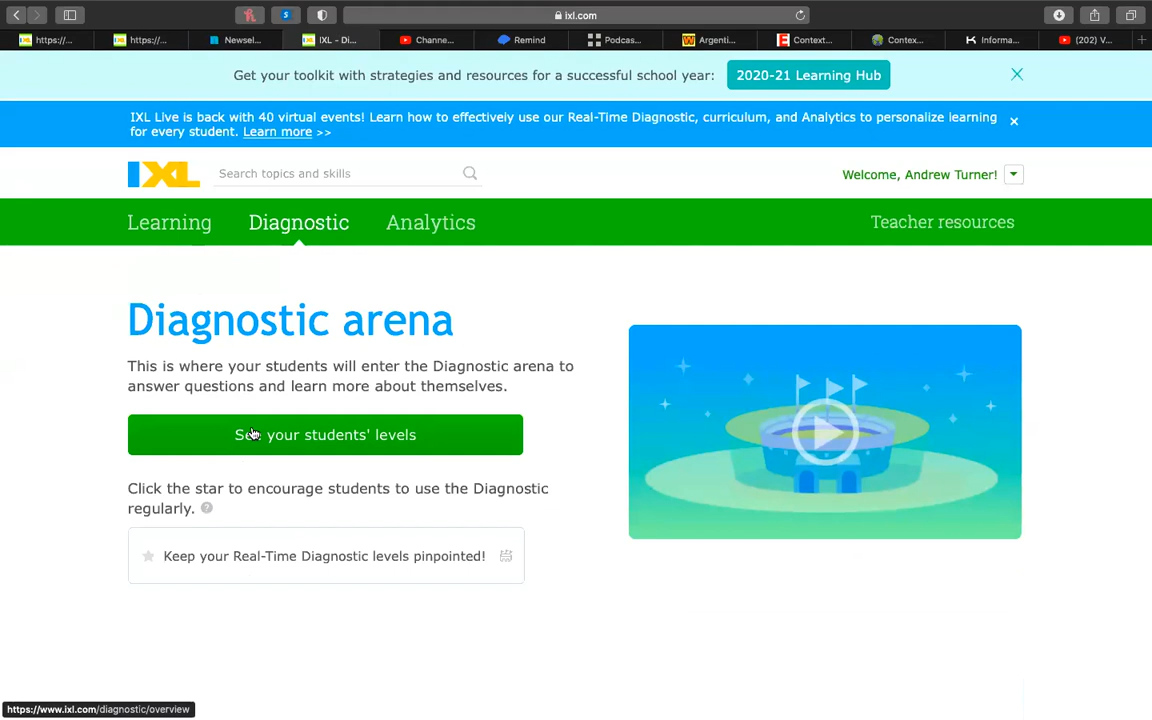 ixl.com
https://...
https://...
Newsel...
IXL - Di...
Channe...
Remind
Podcas...
Argenti...
Context...
Contex...
Informa...
(202) V...
Get your toolkit with strategies and resources for a successful school year:
2020-21 Learning Hub
IXL Live is back with 40 virtual events! Learn how to effectively use our Real-Time Diagnostic, curriculum, and Analytics to personalize learning
for every student. Learn more >>
IXL
Search topics and skills
Welcome, Andrew Turner!
Learning
Diagnostic
Analytics
Teacher resources
Diagnostic arena
This is where your students will enter the Diagnostic arena to
answer questions and learn more about themselves.
See your students' levels
Click the star to encourage students to use the Diagnostic
regularly. ?
Keep your Real-Time Diagnostic levels pinpointed!
https://www.ixl.com/diagnostic/overview